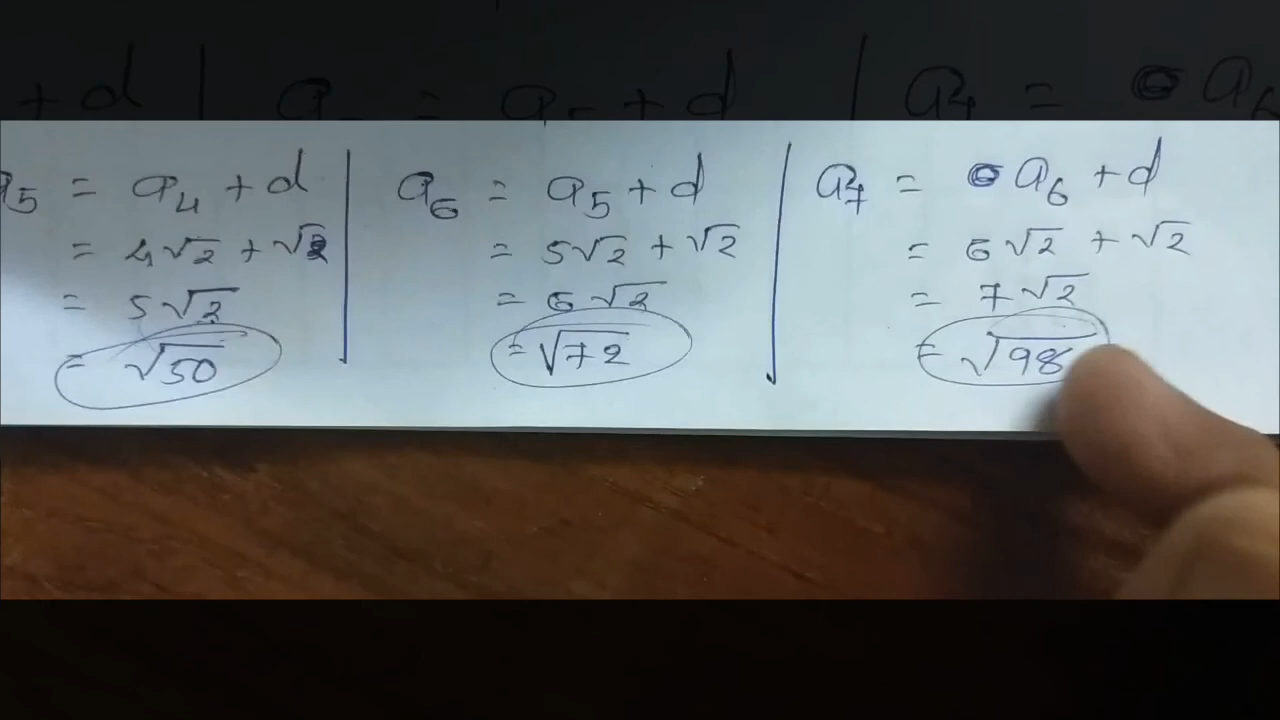 a₅ = a₄ + d
= 4√2 + √2
= 5√2
= √50
a₆ = a₅ + d
= 5√2 + √2
= 6√2
= √72
a₇ = a₆ + d
= 6√2 + √2
= 7√2
= √98